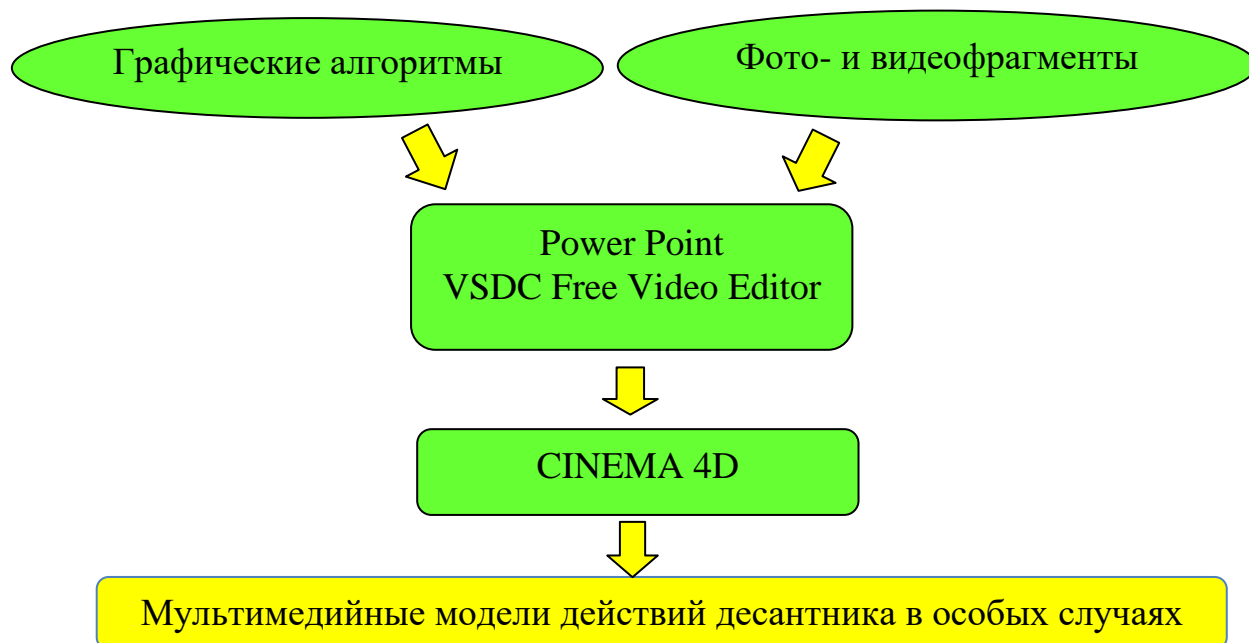 Графические алгоритмы
Фото- и видеофрагменты
Power Point
VSDC Free Video Editor
CINEMA 4D
Мультимедийные модели действий десантника в особых случаях